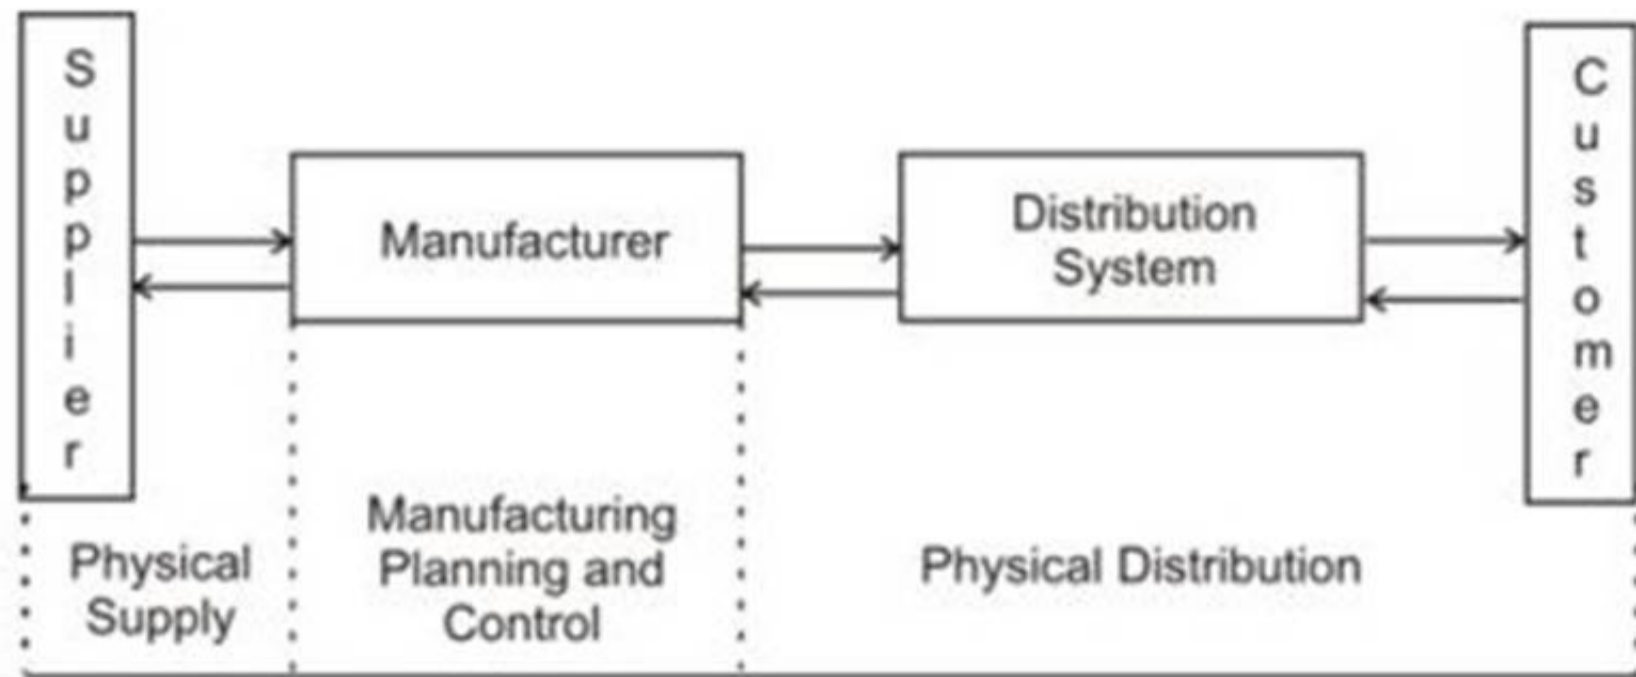 Supplier
Manufacturer
Distribution
System
Customer
Physical
Supply
Manufacturing
Planning and
Control
Physical Distribution